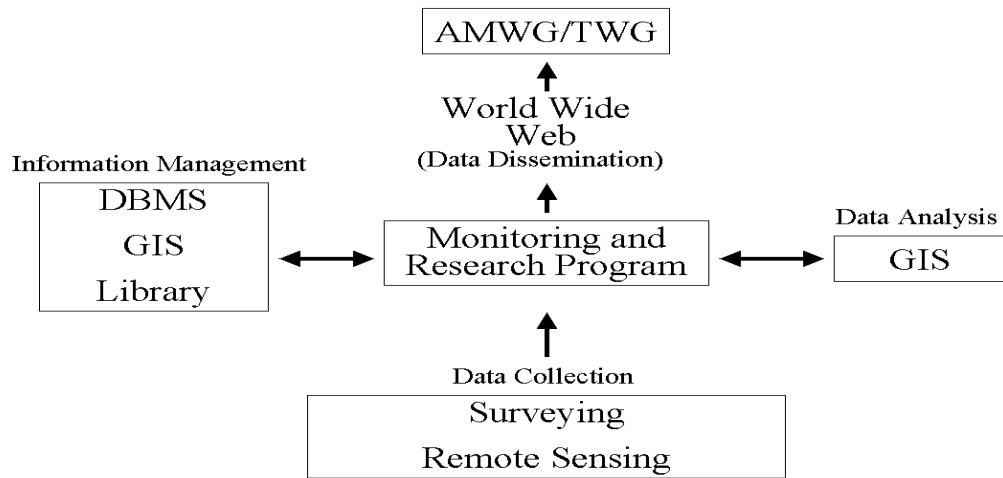 AMWG/TWG
World Wide
Web
(Data Dissemination)
Information Management
DBMS
GIS
Library
Monitoring and
Research Program
Data Analysis
GIS
Data Collection
Surveying
Remote Sensing